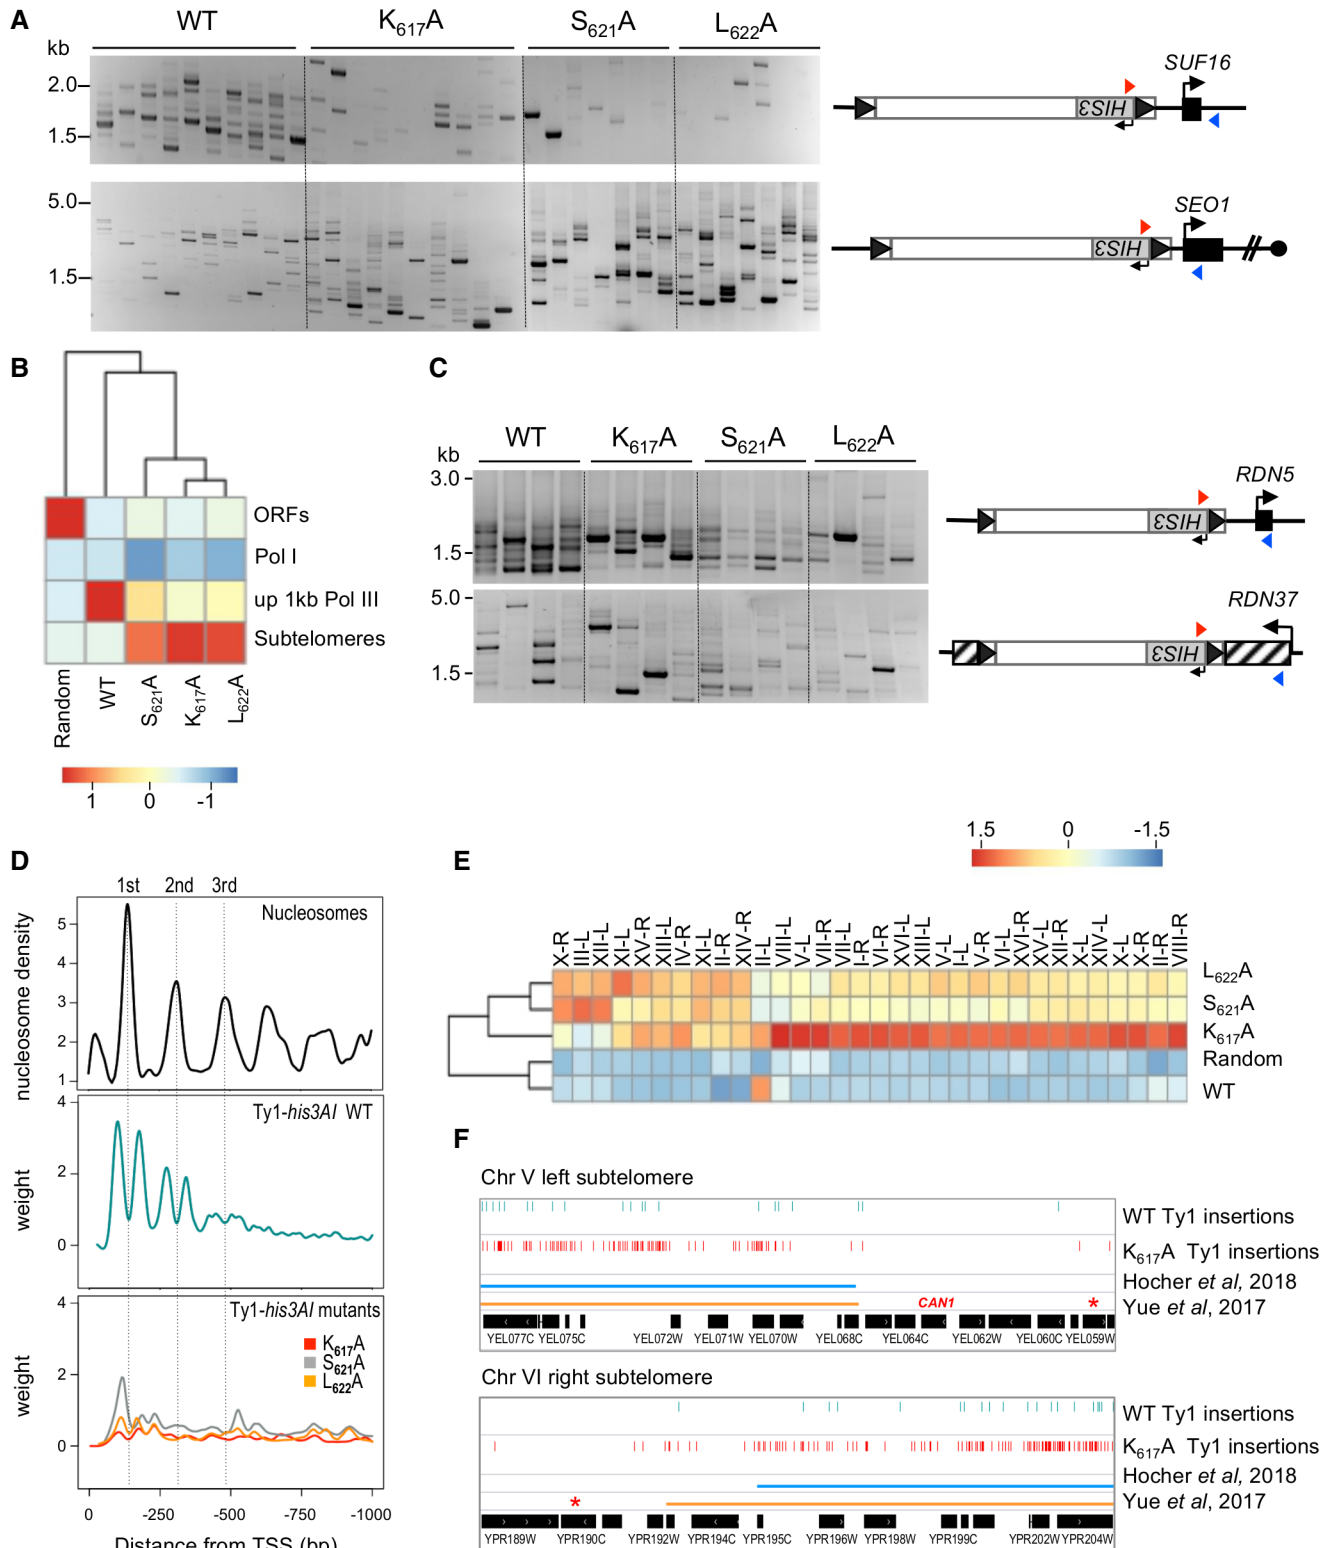 A
WT K617A S621A L622A
kb
2.0
1.5
HIS3
SUF16
5.0
1.5
HIS3
SEO1
B
ORFs
Pol I
up 1kb Pol III
Subtelomeres
Random WT S621A K617A L622A
1 0 -1
C
WT K617A S621A L622A
kb
3.0
1.5
HIS3
RDN5
5.0
1.5
HIS3
RDN37
D
1st 2nd 3rd
Nucleosomes
nucleosome density
5
4
3
2
1
Ty1-his3AI WT
weight
4
2
0
Ty1-his3AI mutants
K617A
S621A
L622A
weight
4
2
0
0 -250 -500 -750 -1000
Distance from TSS (bp)
E
1.5 0 -1.5
X-R III-L XII-L XI-L XV-R XIII-R IV-R XI-L II-R XIV-R II-L VIII-L V-L VII-R VII-L I-R VI-R XVI-L XIII-L V-L I-L V-R VI-L XVI-R XV-L XII-R X-L XIV-L X-L X-R II-R VIII-R
L622A
S621A
K617A
Random
WT
F
Chr V left subtelomere
WT Ty1 insertions
K617A Ty1 insertions
Hocher et al, 2018
CAN1 * Yue et al, 2017
YEL077C YEL075C YEL072W YEL071W YEL070W YEL068C YEL064C YEL062W YEL060C YEL059W
Chr VI right subtelomere
WT Ty1 insertions
K617A Ty1 insertions
Hocher et al, 2018
* Yue et al, 2017
YPR189W YPR190C YPR192W YPR194C YPR195C YPR196W YPR198W YPR199C YPR202W YPR204W